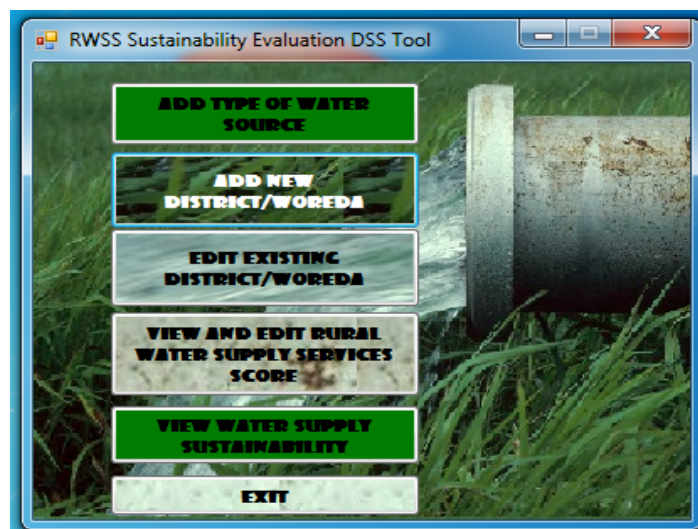 RWSS Sustainability Evaluation DSS Tool
ADD TYPE OF WATER
SOURCE
ADD NEW
DISTRICT/WOREDA
EDIT EXISTING
DISTRICT/WOREDA
VIEW AND EDIT RURAL
WATER SUPPLY SERVICES
SCORE
VIEW WATER SUPPLY
SUSTAINABILITY
EXIT